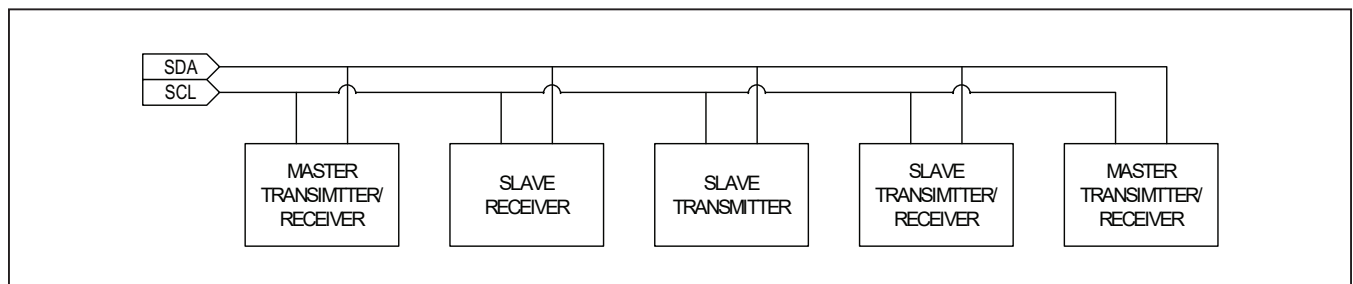 SDA
SCL
MASTER
TRANSIMTTER/
RECEIVER
SLAVE
RECEIVER
SLAVE
TRANSMITTER
SLAVE
TRANSIMTTER/
RECEIVER
MASTER
TRANSIMTTER/
RECEIVER